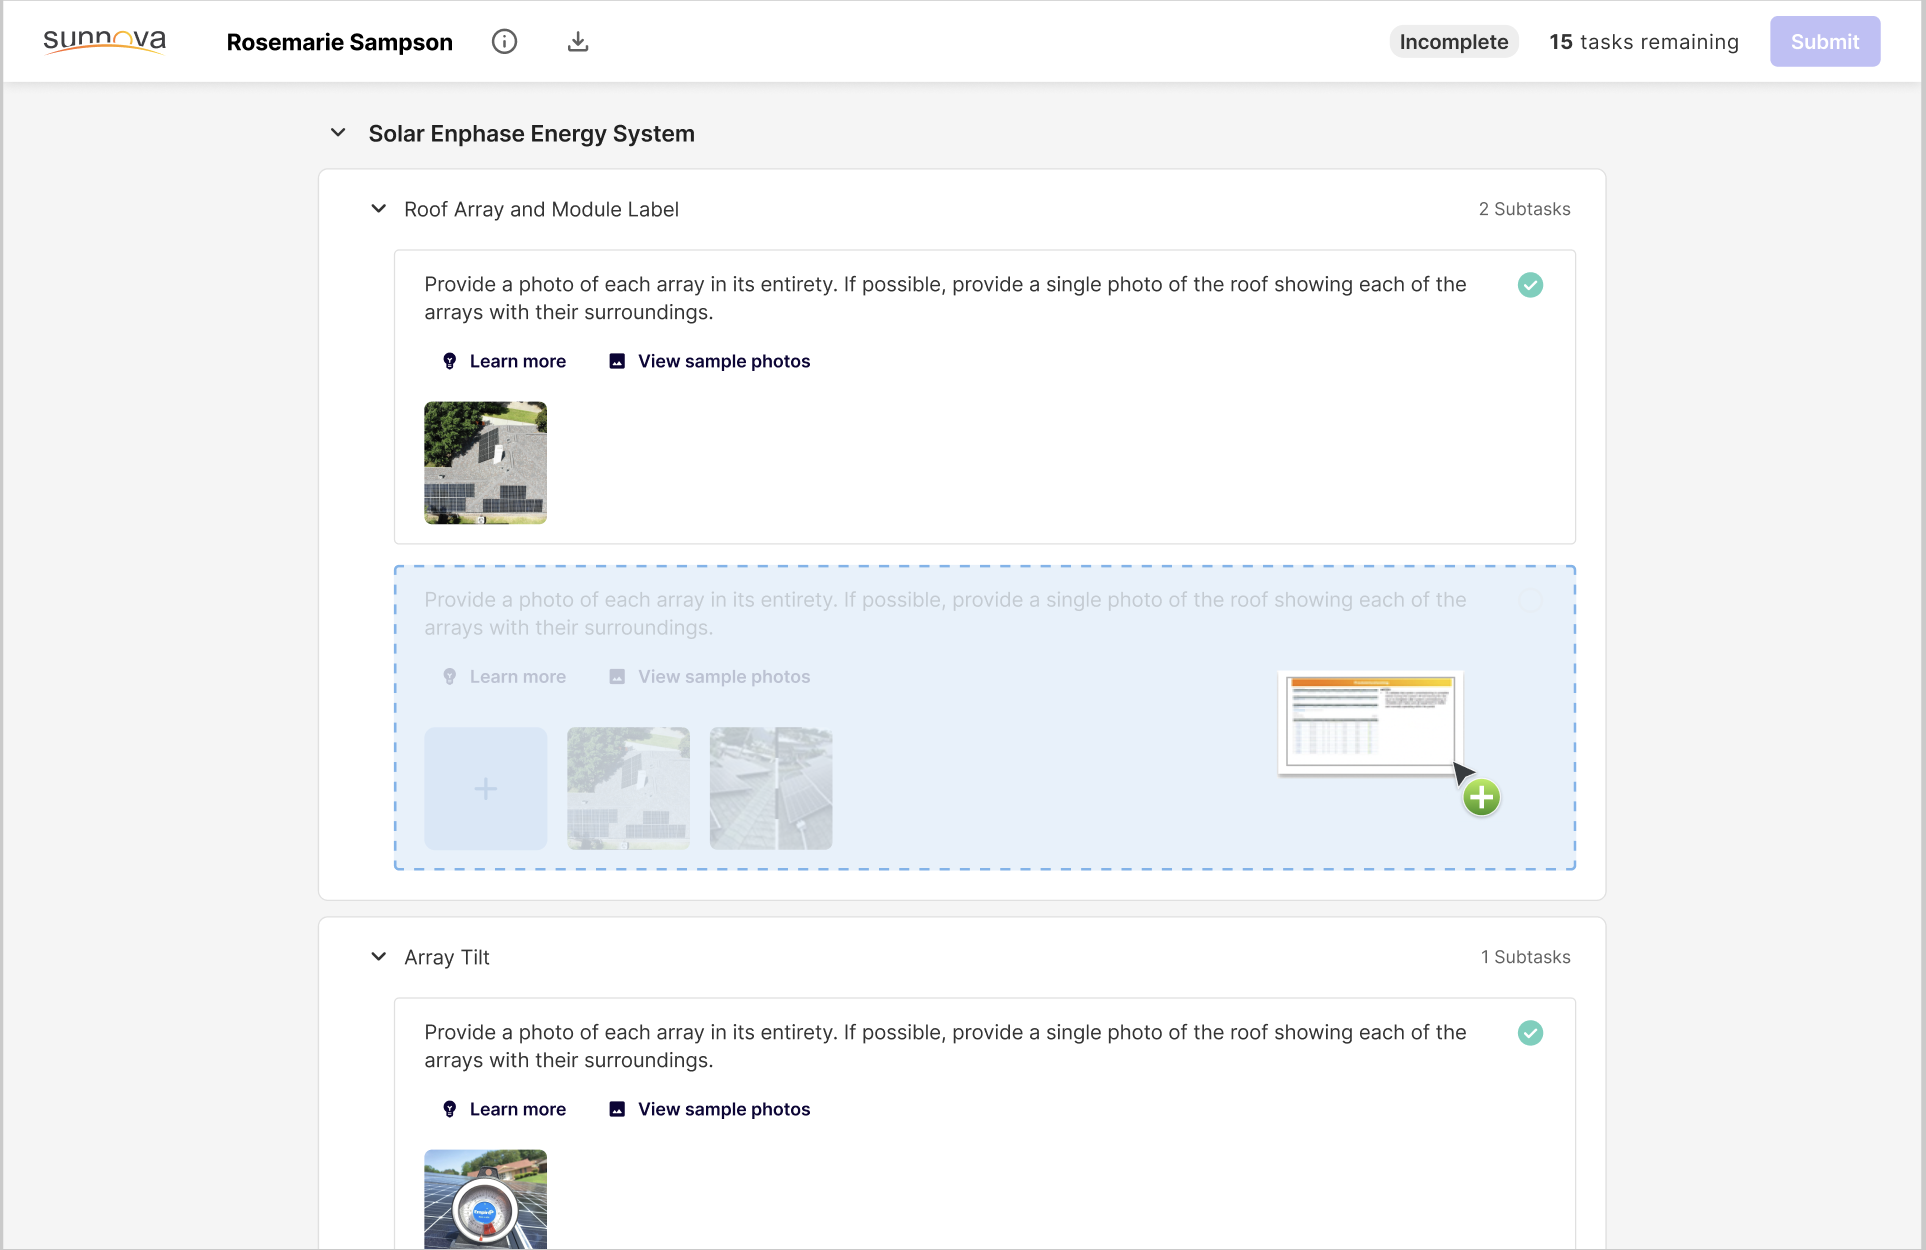 sunnova
Rosemarie Sampson
Incomplete
15 tasks remaining
Submit
Solar Enphase Energy System
Roof Array and Module Label
2 Subtasks
Provide a photo of each array in its entirety. If possible, provide a single photo of the roof showing each of the
arrays with their surroundings.
Learn more
View sample photos
Provide a photo of each array in its entirety. If possible, provide a single photo of the roof showing each of the
arrays with their surroundings.
Learn more
View sample photos
Array Tilt
1 Subtasks
Provide a photo of each array in its entirety. If possible, provide a single photo of the roof showing each of the
arrays with their surroundings.
Learn more
View sample photos